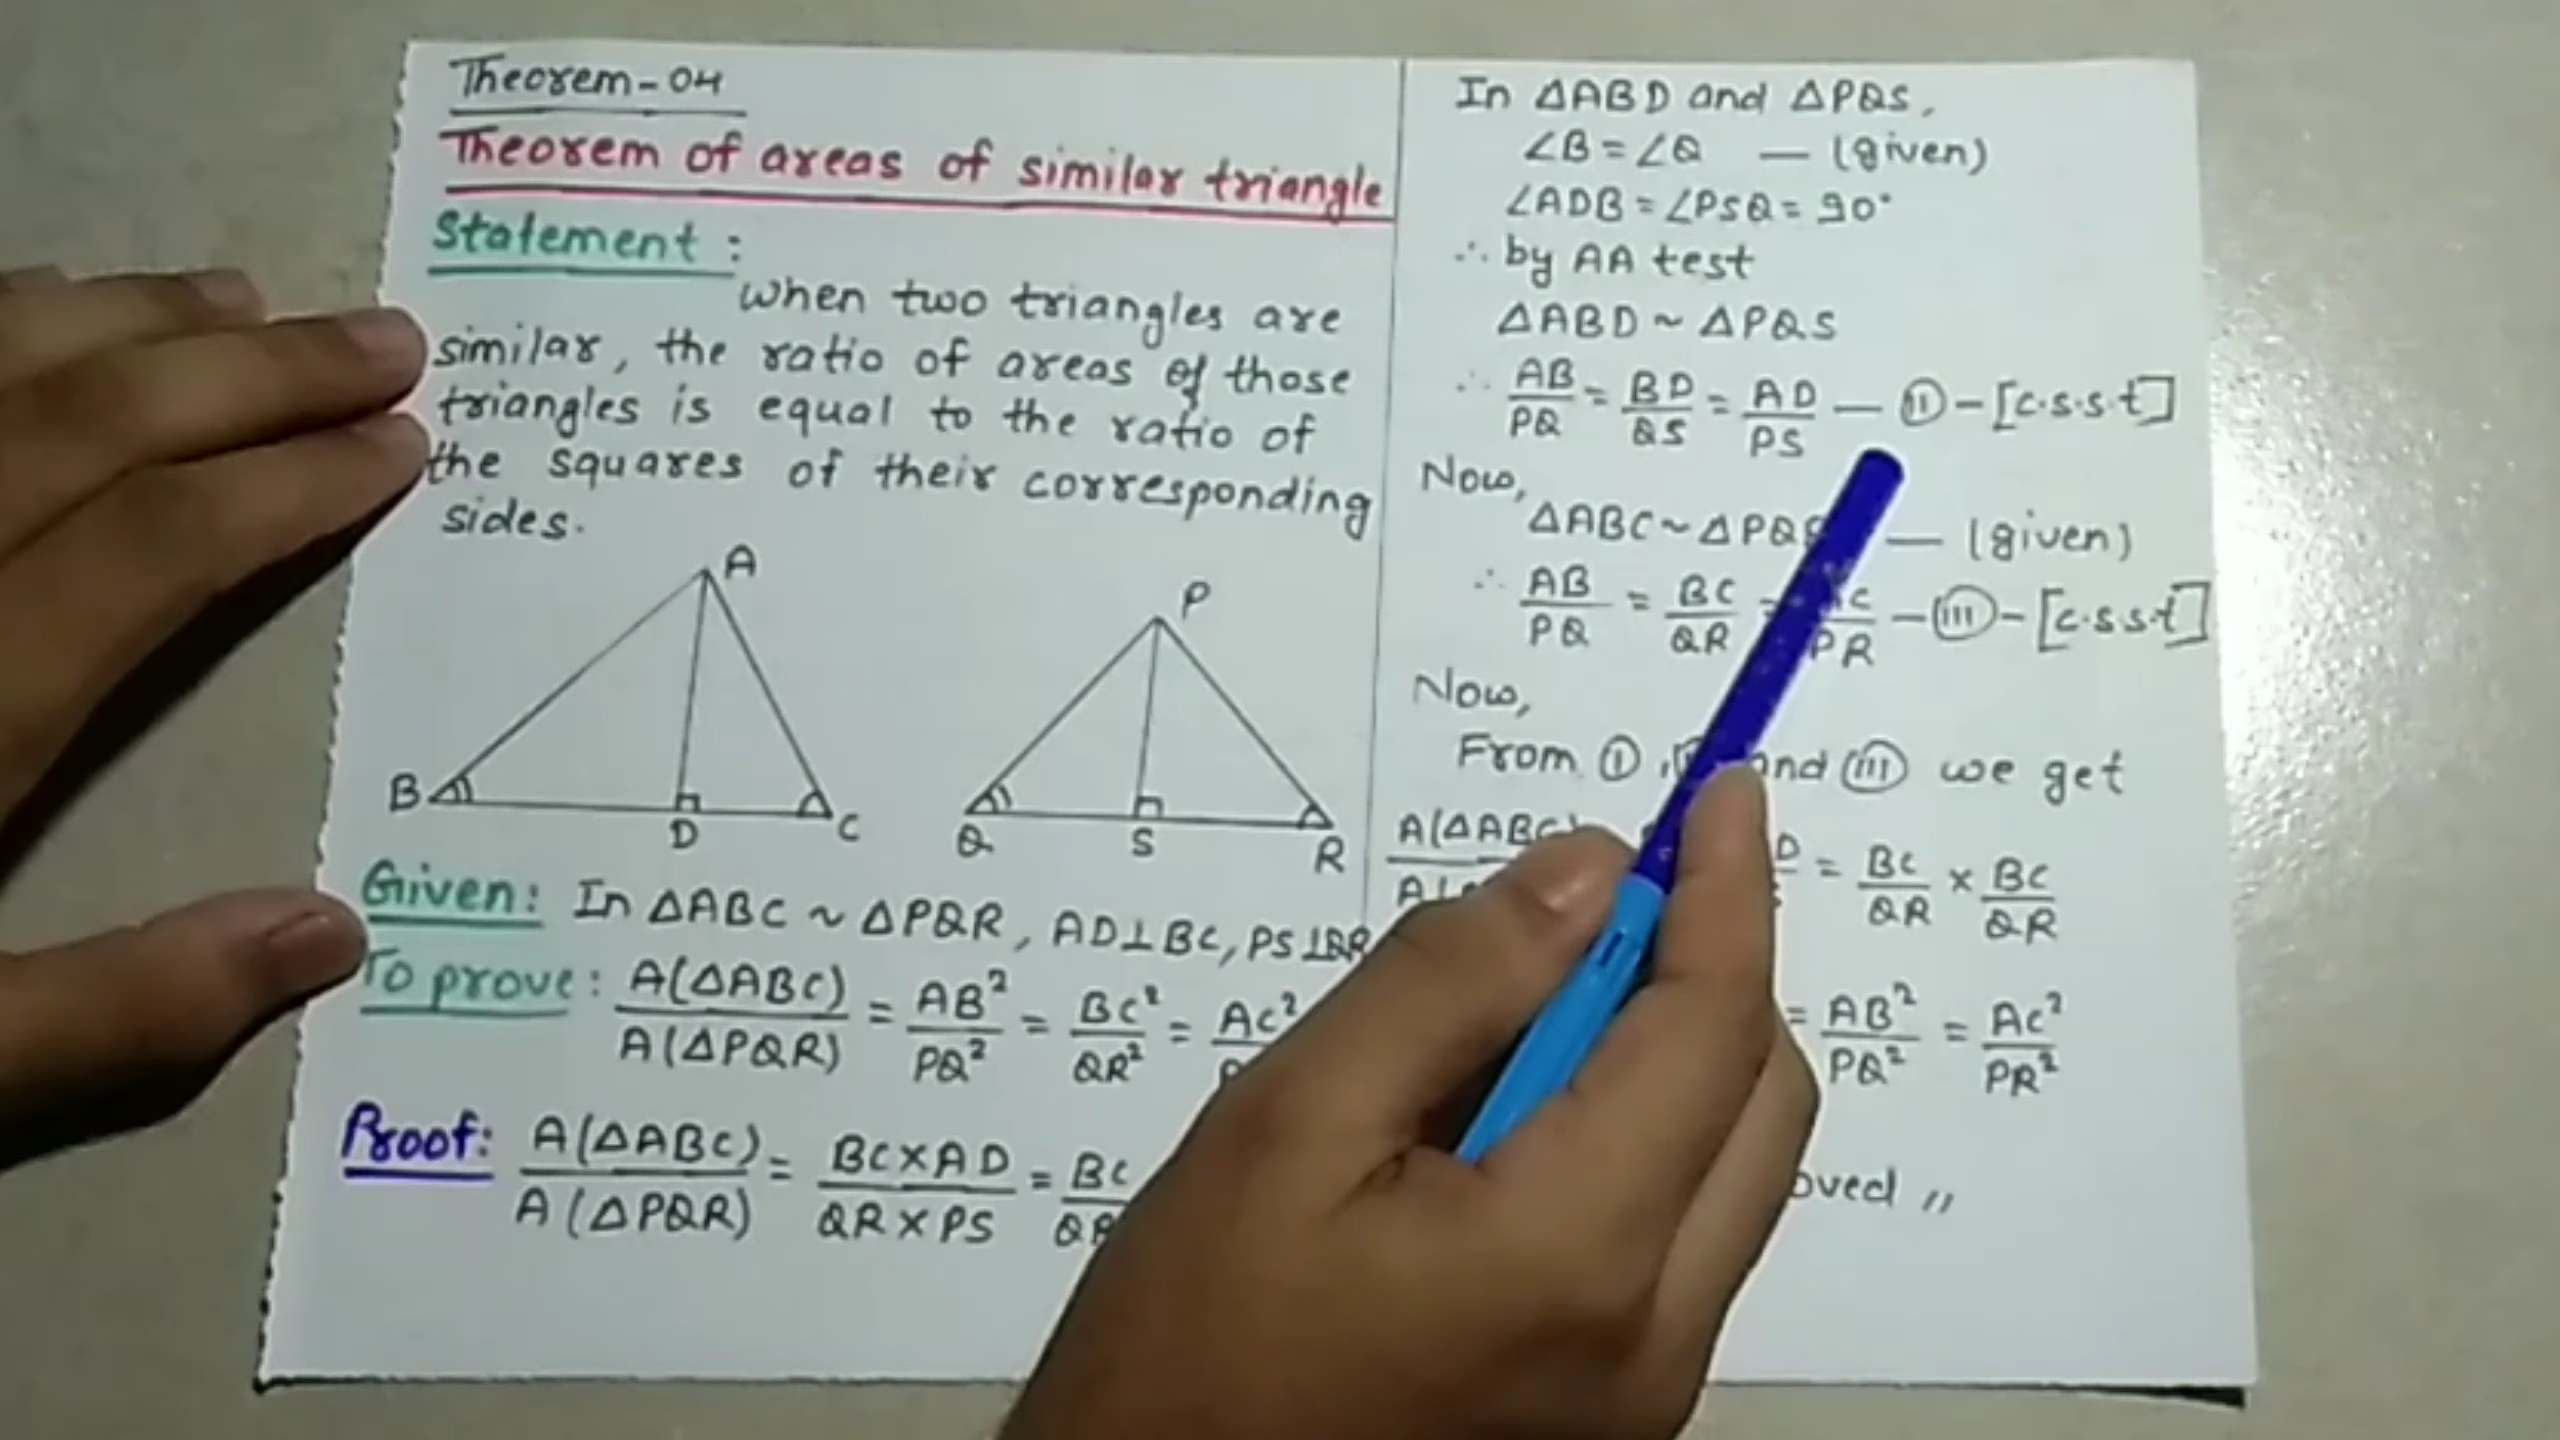 Theorem-04
Theorem of areas of similar triangle
Statement :
When two triangles are
similar, the ratio of areas of those
triangles is equal to the ratio of
the squares of their corresponding
sides.
A
B
D
C
P
Q
S
R
Given: In ΔABC ~ ΔPQR, AD⊥BC, PS⊥QR
To prove: A(ΔABC)/A(ΔPQR) = AB²/PQ² = BC²/QR² = AC²
Proof: A(ΔABC)/A(ΔPQR) = BC×AD/QR×PS = BC/QR
In ΔABD and ΔPQS,
∠B = ∠Q — (given)
∠ADB = ∠PSQ = 90°
∴ by AA test
ΔABD ~ ΔPQS
∴ AB/PQ = BD/QS = AD/PS — (II) - [c.s.s.t]
Now,
ΔABC ~ ΔPQ — (given)
∴ AB/PQ = BC/QR = C/PR — (III) - [c.s.s.t]
Now,
From (I), and (III) we get
A(ΔABC) = BC/QR × BC/QR
= AB²/PQ² = AC²/PR²
oved //